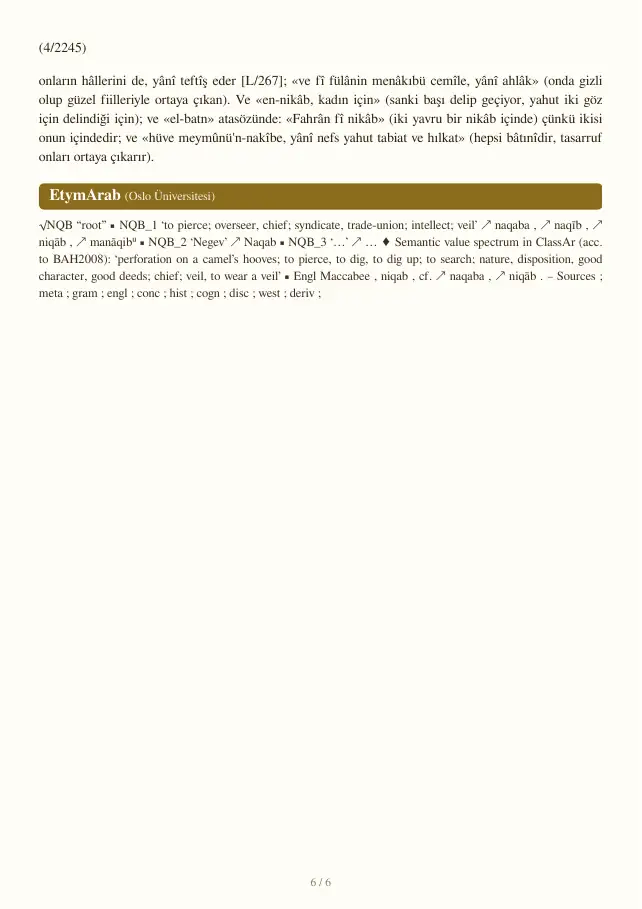 (4/2245)
onların hâllerini de, yânî teftîş eder [L/267]; «ve fî fülânin menâkıbü cemîle, yânî ahlâk» (onda gizli
olup güzel fiilleriyle ortaya çıkan). Ve «en-nikâb, kadın için» (sanki başı delip geçiyor, yahut iki göz
için delindiği için); ve «el-batn» atasözünde: «Fahrân fî nikâb» (iki yavru bir nikâb içinde) çünkü ikisi
onun içindedir; ve «hüve meymûnü'n-nakîbe, yânî nefs yahut tabiat ve hılkat» (hepsi bâtınîdir, tasarruf
onları ortaya çıkarır).
EtymArab (Oslo Üniversitesi)
√NQB “root” ▪ NQB_1 ‘to pierce; overseer, chief; syndicate, trade-union; intellect; veil’ ↗ naqaba , ↗ naqīb , ↗
niqāb , ↗ manāqibᵘ ▪ NQB_2 ‘Negev’ ↗ Naqab ▪ NQB_3 ‘…’ ↗ … ♦ Semantic value spectrum in ClassAr (acc.
to BAH2008): ‘perforation on a camel’s hooves; to pierce, to dig, to dig up; to search; nature, disposition, good
character, good deeds; chief; veil, to wear a veil’ ▪ Engl Maccabee , niqab , cf. ↗ naqaba , ↗ niqāb . – Sources ;
meta ; gram ; engl ; conc ; hist ; cogn ; disc ; west ; deriv ;
6 / 6